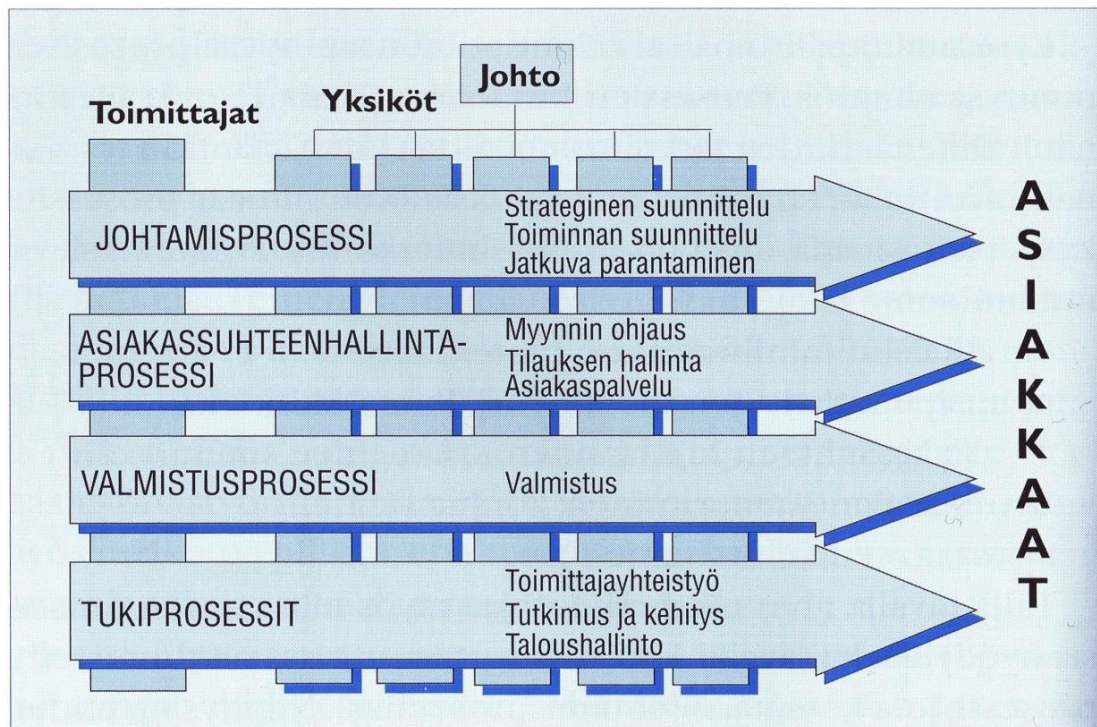 Johto
Yksiköt
Toimittajat
JOHTAMISPROSESSI
Strateginen suunnittelu
Toiminnan suunnittelu
Jatkuva parantaminen
ASIAKASSUHTEENHALLINTA-
PROSESSI
Myynnin ohjaus
Tilauksen hallinta
Asiakaspalvelu
VALMISTUSPROSESSI
Valmistus
TUKIPROSESSIT
Toimittajayhteistyö
Tutkimus ja kehitys
Taloushallinto
ASIAKKAAT